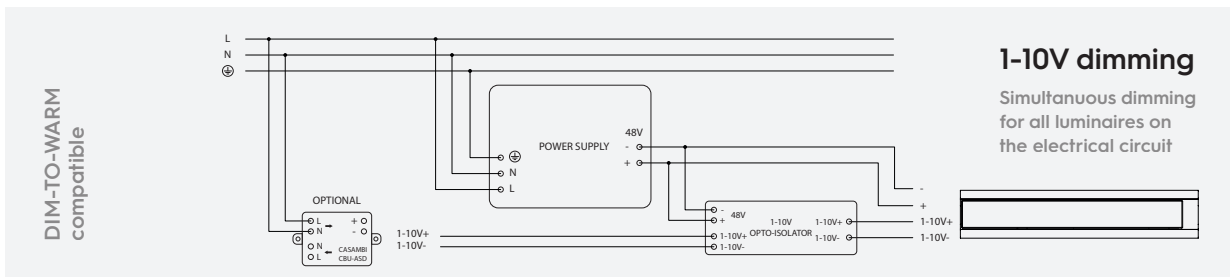 DIM-TO-WARM
compatible
L
N
1-10V dimming
Simultanuous dimming
for all luminaires on
the electrical circuit
POWER SUPPLY
48V
-
+
N
L
OPTIONAL
L
N
+
-
N
L
CASAMBI
CBU-ASD
1-10V+
1-10V-
-
+
48V
1-10V
OPTO-ISOLATOR
1-10V+
1-10V-
1-10V+
1-10V-
-
+
1-10V+
1-10V-